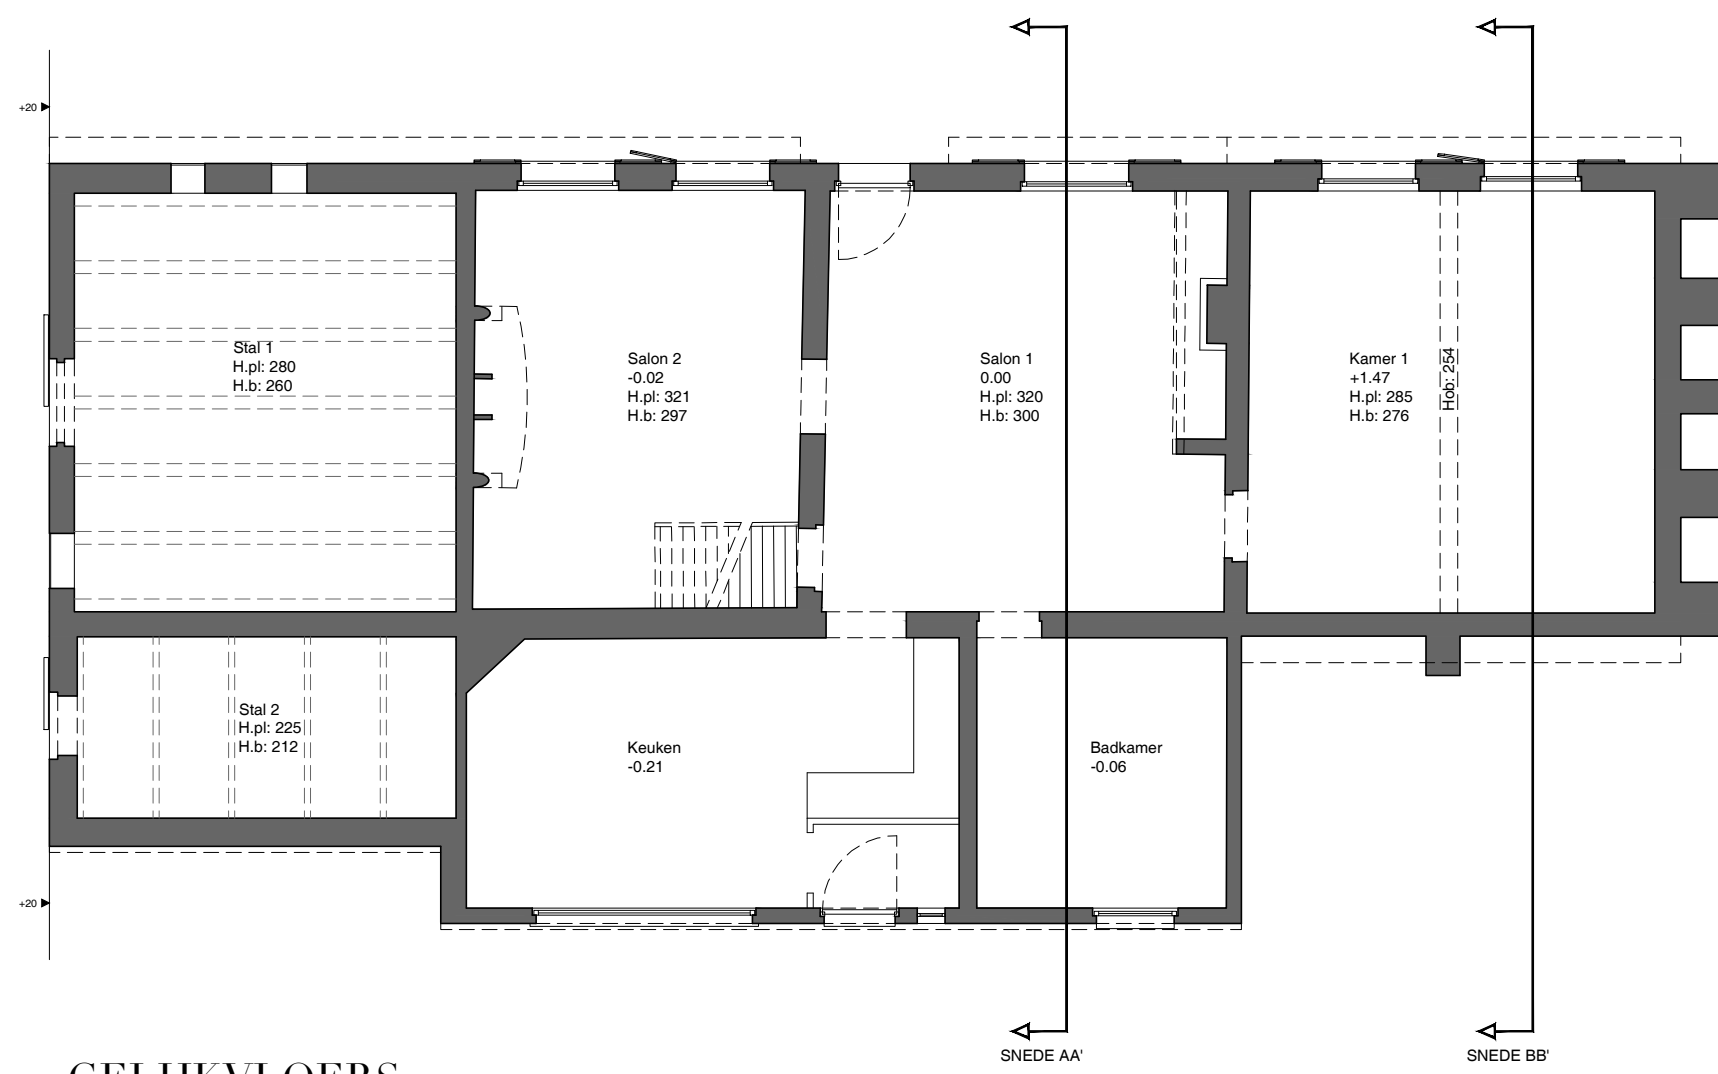 +20
Stal 1
H.pl: 280
H.b: 260
Salon 2
-0.02
H.pl: 321
H.b: 297
Salon 1
0.00
H.pl: 320
H.b: 300
Kamer 1
+1.47
H.pl: 285
H.b: 276
Hob: 254
Stal 2
H.pl: 225
H.b: 212
Keuken
-0.21
Badkamer
-0.06
+20
SNEDE AA'
SNEDE BB'
GELIJKVLOERS